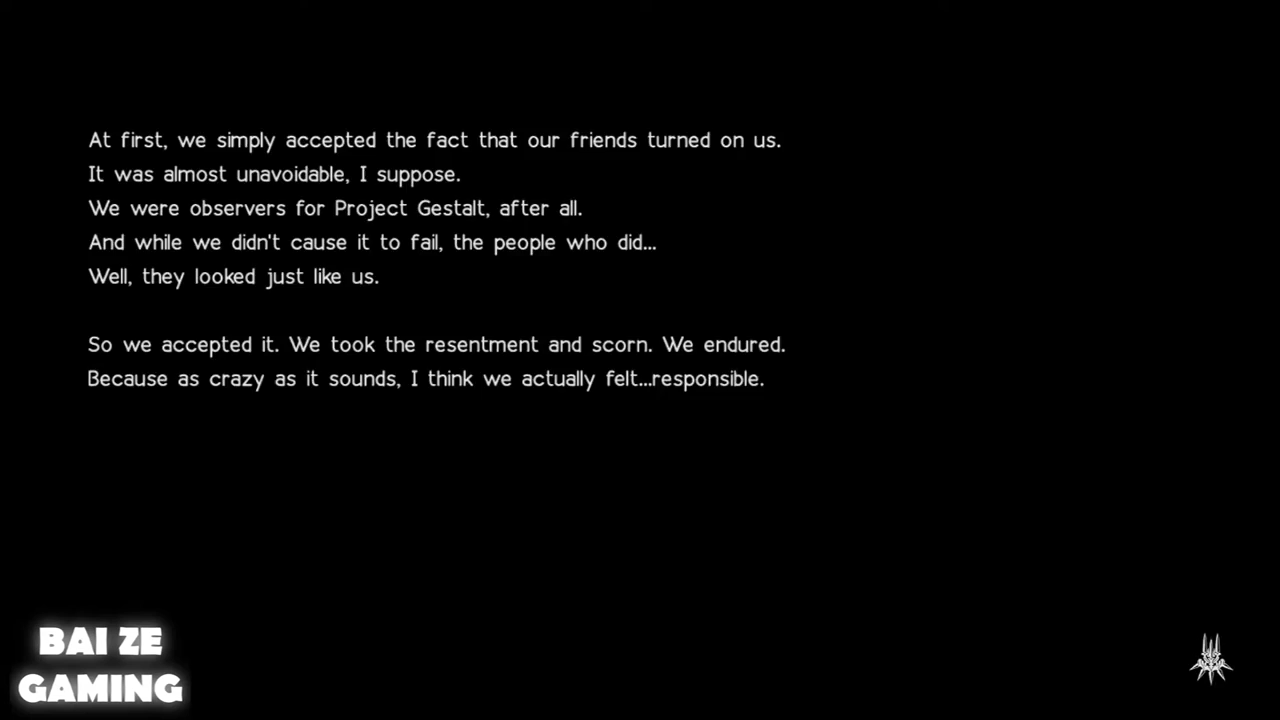 At first, we simply accepted the fact that our friends turned on us.
It was almost unavoidable, I suppose.
We were observers for Project Gestalt, after all.
And while we didn't cause it to fail, the people who did...
Well, they looked just like us.
So we accepted it. We took the resentment and scorn. We endured.
Because as crazy as it sounds, I think we actually felt...responsible.
BAI ZE
GAMING